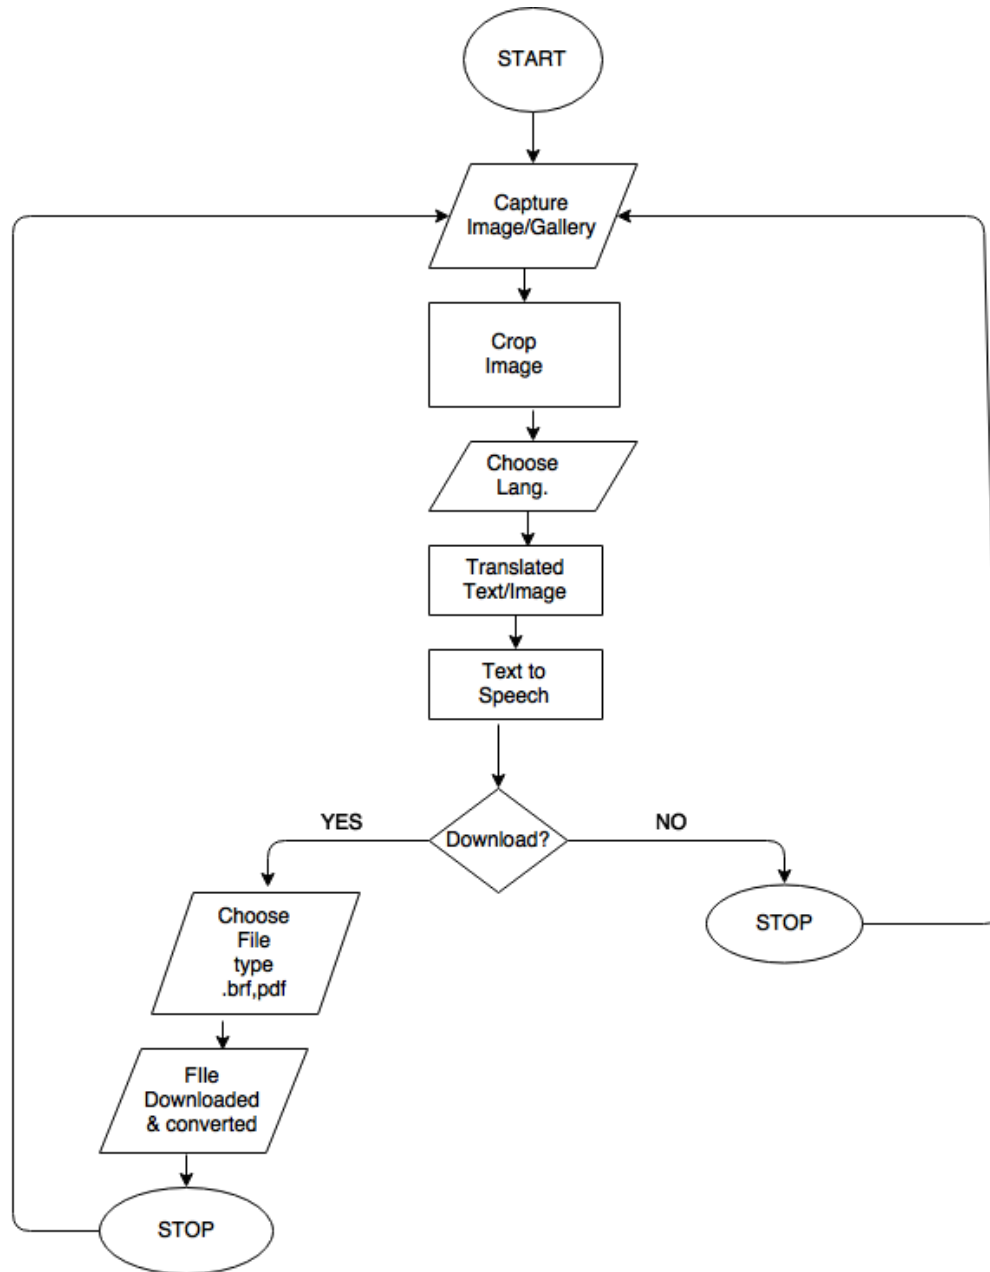 START
Capture
Image/Gallery
Crop
Image
Choose
Lang.
Translated
Text/Image
Text to
Speech
Download?
YES
NO
Choose
File
type
.brf,pdf
STOP
FIle
Downloaded
& converted
STOP